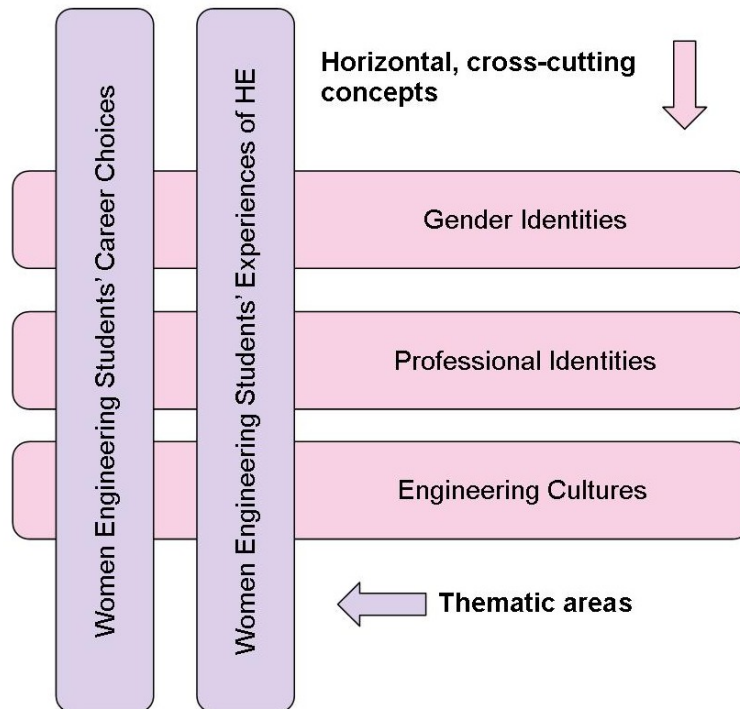 Horizontal, cross-cutting
concepts
Women Engineering Students’ Career Choices
Women Engineering Students’ Experiences of HE
Gender Identities
Professional Identities
Engineering Cultures
Thematic areas